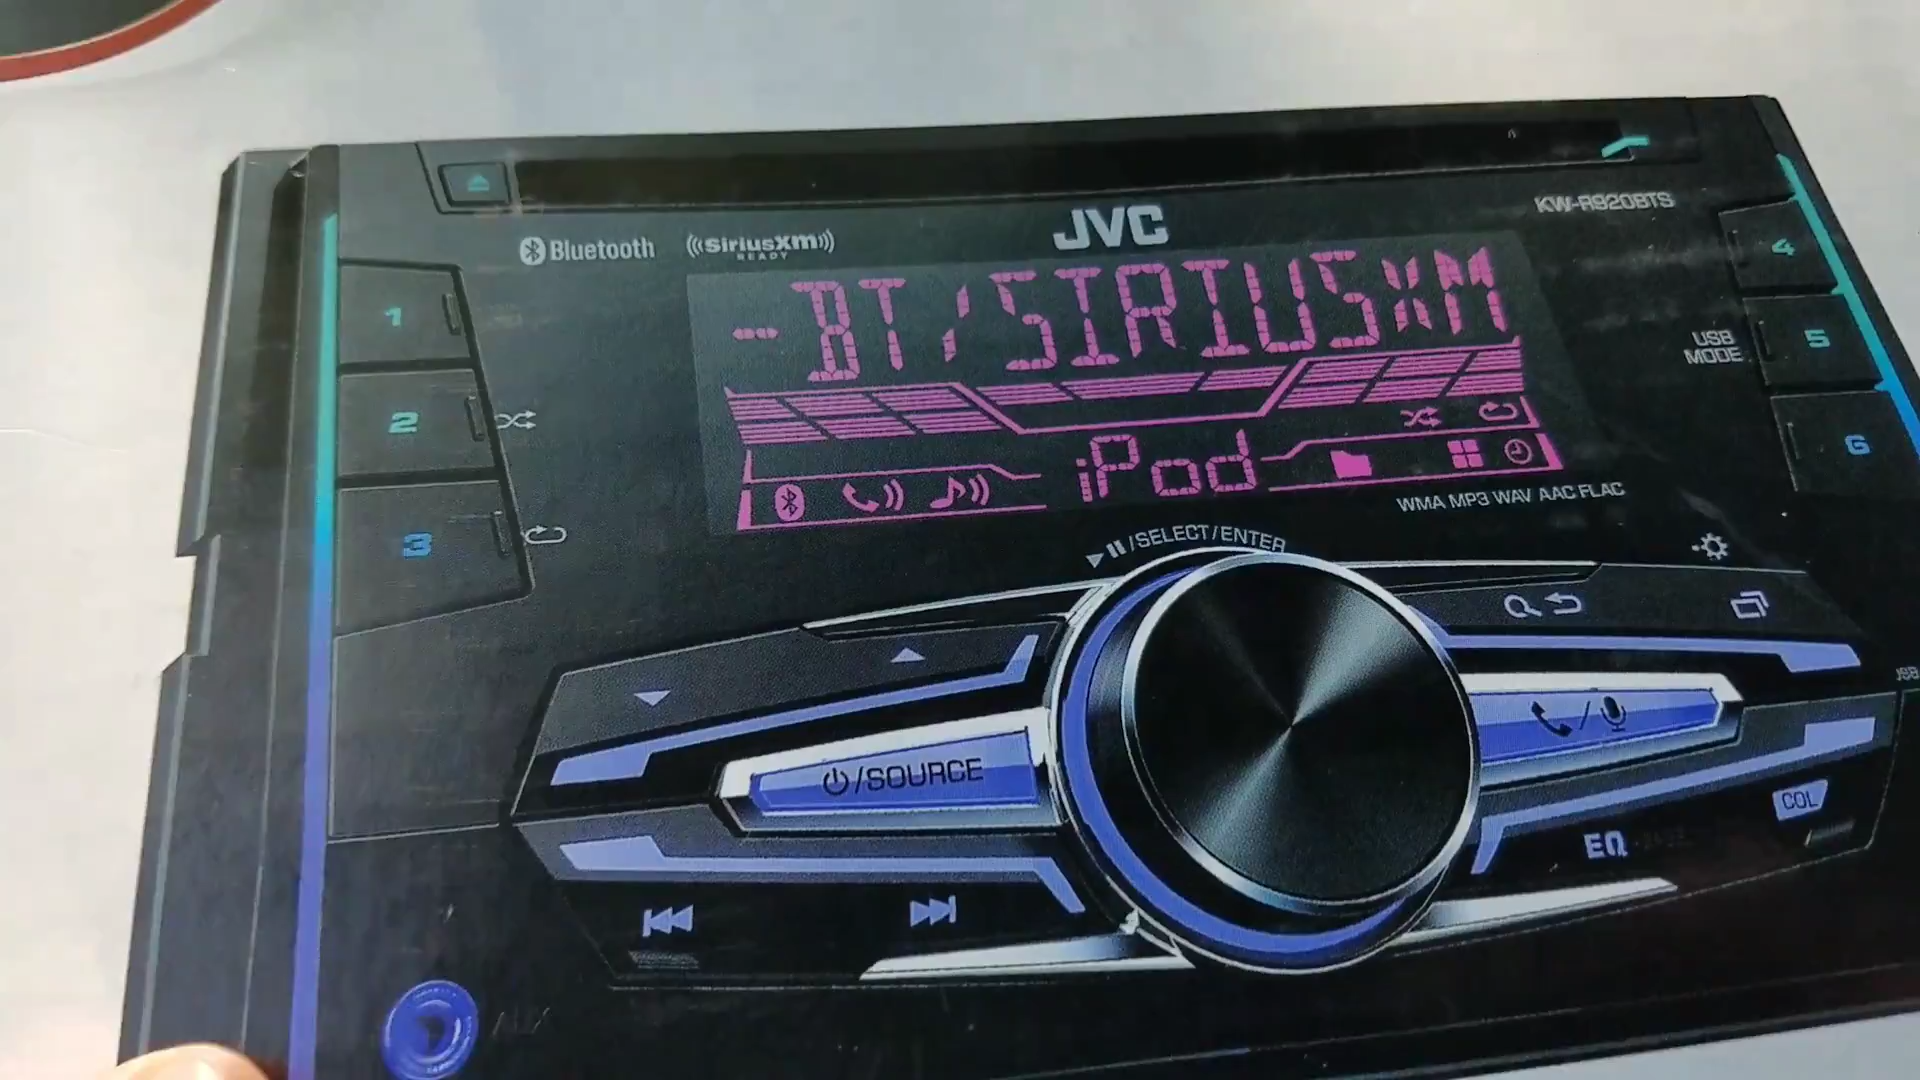 JVC
KW-R920BTS
Bluetooth
((SiriusXM))
READY
-BT/SIRIUSXM
iPod
WMA MP3 WAV AAC FLAC
1
2
3
4
USB MODE
5
6
/SELECT/ENTER
/SOURCE
/
COL
EQ
AUX